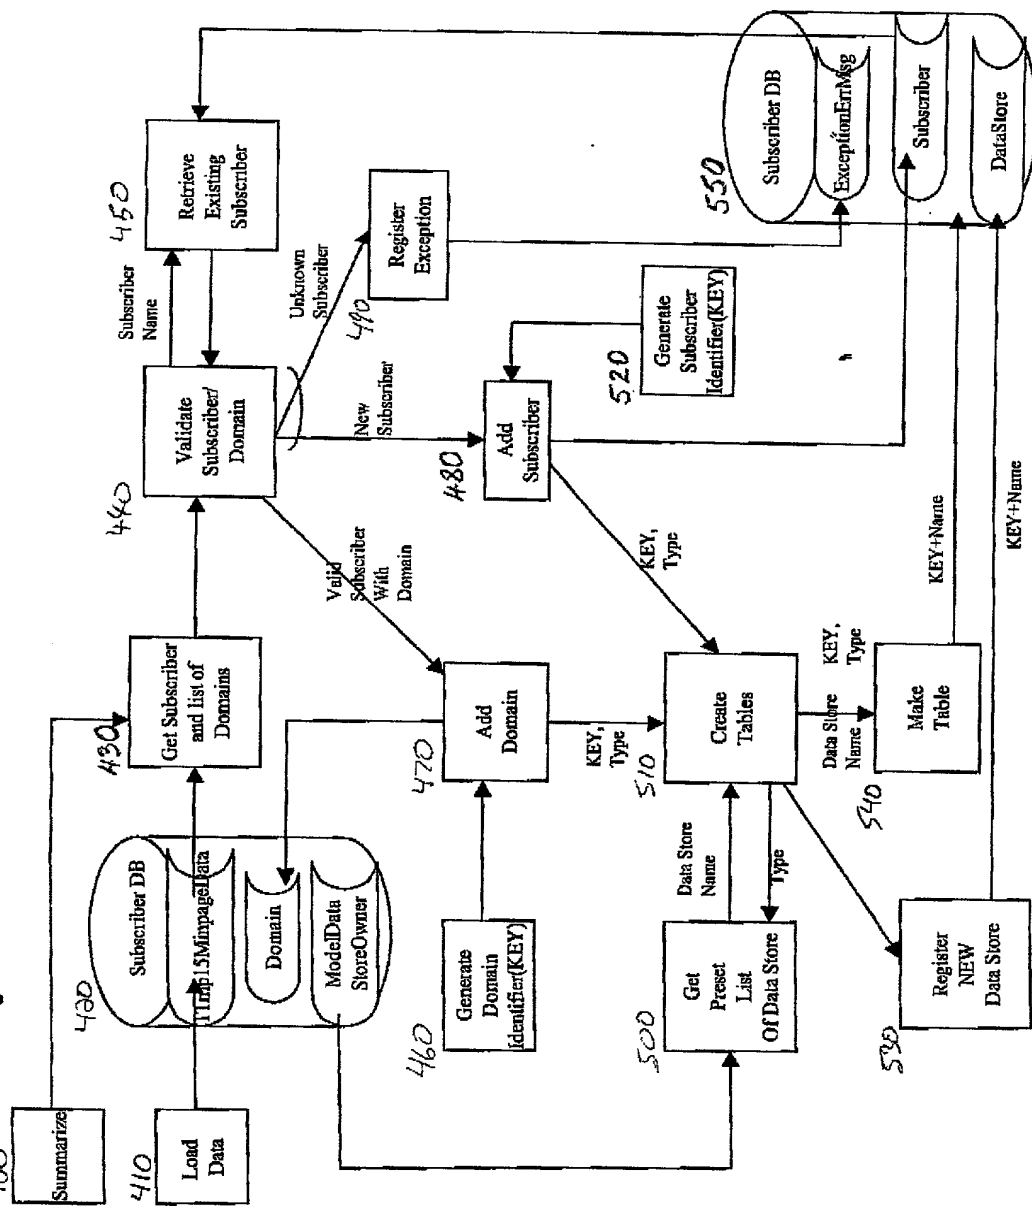 400
Summarize
410
Load
Data
420
Subscriber DB
TTmp15MinpageData
Domain
ModelData
StoreOwner
430
Get Subscriber
and list of
Domains
440
Validate
Subscriber/
Domain
Subscriber
Name
450
Retrieve
Existing
Subscriber
Unknown
Subscriber
490
Register
Exception
New
Subscriber
Valid
Subscriber
With
Domain
460
Generate
Domain
Identifier(KEY)
470
Add
Domain
480
Add
Subscriber
520
Generate
Subscriber
Identifier(KEY)
KEY,
Type
KEY,
Type
500
Get
Preset
List
Of Data Store
Data Store
Name
Type
510
Create
Tables
Data Store
Name
KEY,
Type
530
Register
NEW
Data Store
540
Make
Table
KEY+Name
KEY+Name
550
Subscriber DB
ExceptionErrMsg
Subscriber
DataStore